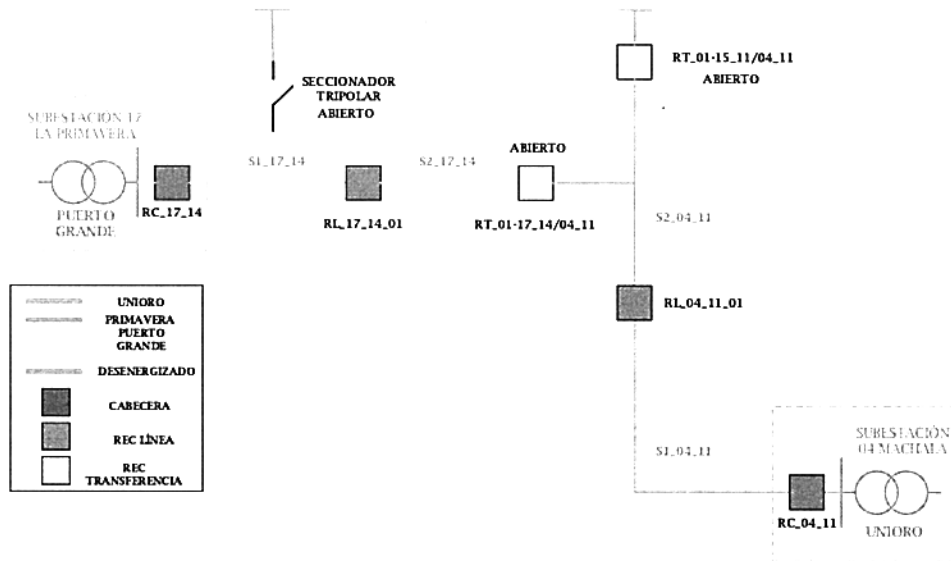 RT_01-15_11/04_11
ABIERTO
SECCIONADOR
TRIPOLAR
ABIERTO
SUBESTACIÓN 17
LA PRIMAVERA
S1_17_14
S2_17_14
ABIERTO
RC_17_14
PUERTO
GRANDE
RL_17_14_01
RT_01-17_14/04_11
S2_04_11
RL_04_11_01
UNIORO
PRIMAVERA
PUERTO
GRANDE
DESENERGIZADO
CABECERA
REC LÍNEA
REC
TRANSFERENCIA
S1_04_11
SUBESTACIÓN
04 MACHALA
RC_04_11
UNIORO